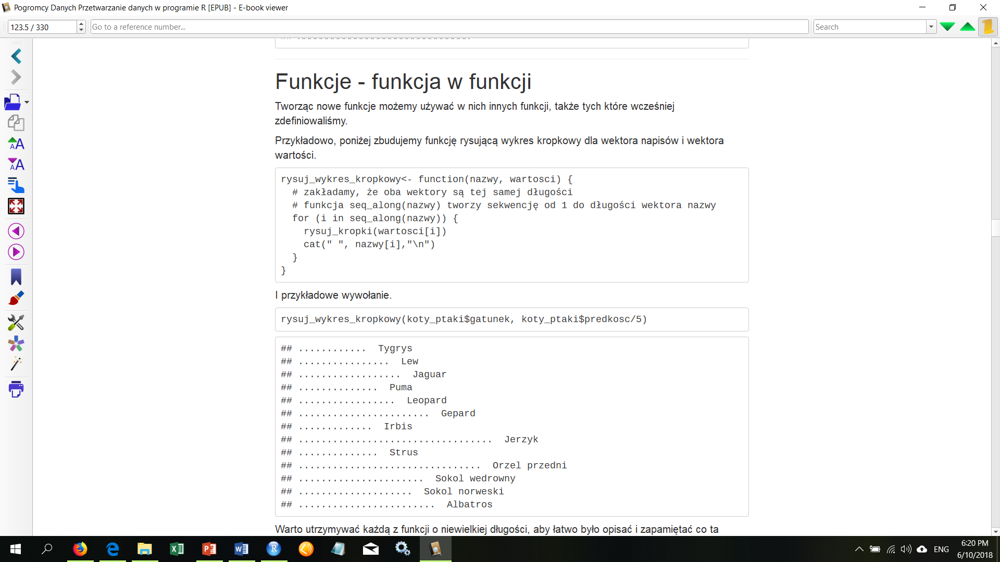 Pogromcy Danych Przetwarzanie danych w programie R [EPUB] - E-book viewer
123.5 / 330
Go to a reference number...
Search
Funkcje - funkcja w funkcji
Tworząc nowe funkcje możemy używać w nich innych funkcji, także tych które wcześniej
zdefiniowaliśmy.
Przykładowo, poniżej zbudujemy funkcję rysującą wykres kropkowy dla wektora napisów i wektora
wartości.
rysuj_wykres_kropkowy<- function(nazwy, wartosci) {
  # zakładamy, że oba wektory są tej samej długości
  # funkcja seq_along(nazwy) tworzy sekwencję od 1 do długości wektora nazwy
  for (i in seq_along(nazwy)) {
    rysuj_kropki(wartosci[i])
    cat(" ", nazwy[i],"\n")
  }
}
I przykładowe wywołanie.
rysuj_wykres_kropkowy(koty_ptaki$gatunek, koty_ptaki$predkosc/5)
## ............  Tygrys
## ................  Lew
## ..................  Jaguar
## ..............  Puma
## .................  Leopard
## .......................  Gepard
## .............  Irbis
## ..................................  Jerzyk
## ..............  Strus
## ................................  Orzel przedni
## ......................  Sokol wedrowny
## ....................  Sokol norweski
## ........................  Albatros
Warto utrzymywać każdą z funkcji o niewielkiej długości, aby łatwo było opisać i zapamiętać co ta
ENG
6:20 PM
6/10/2018